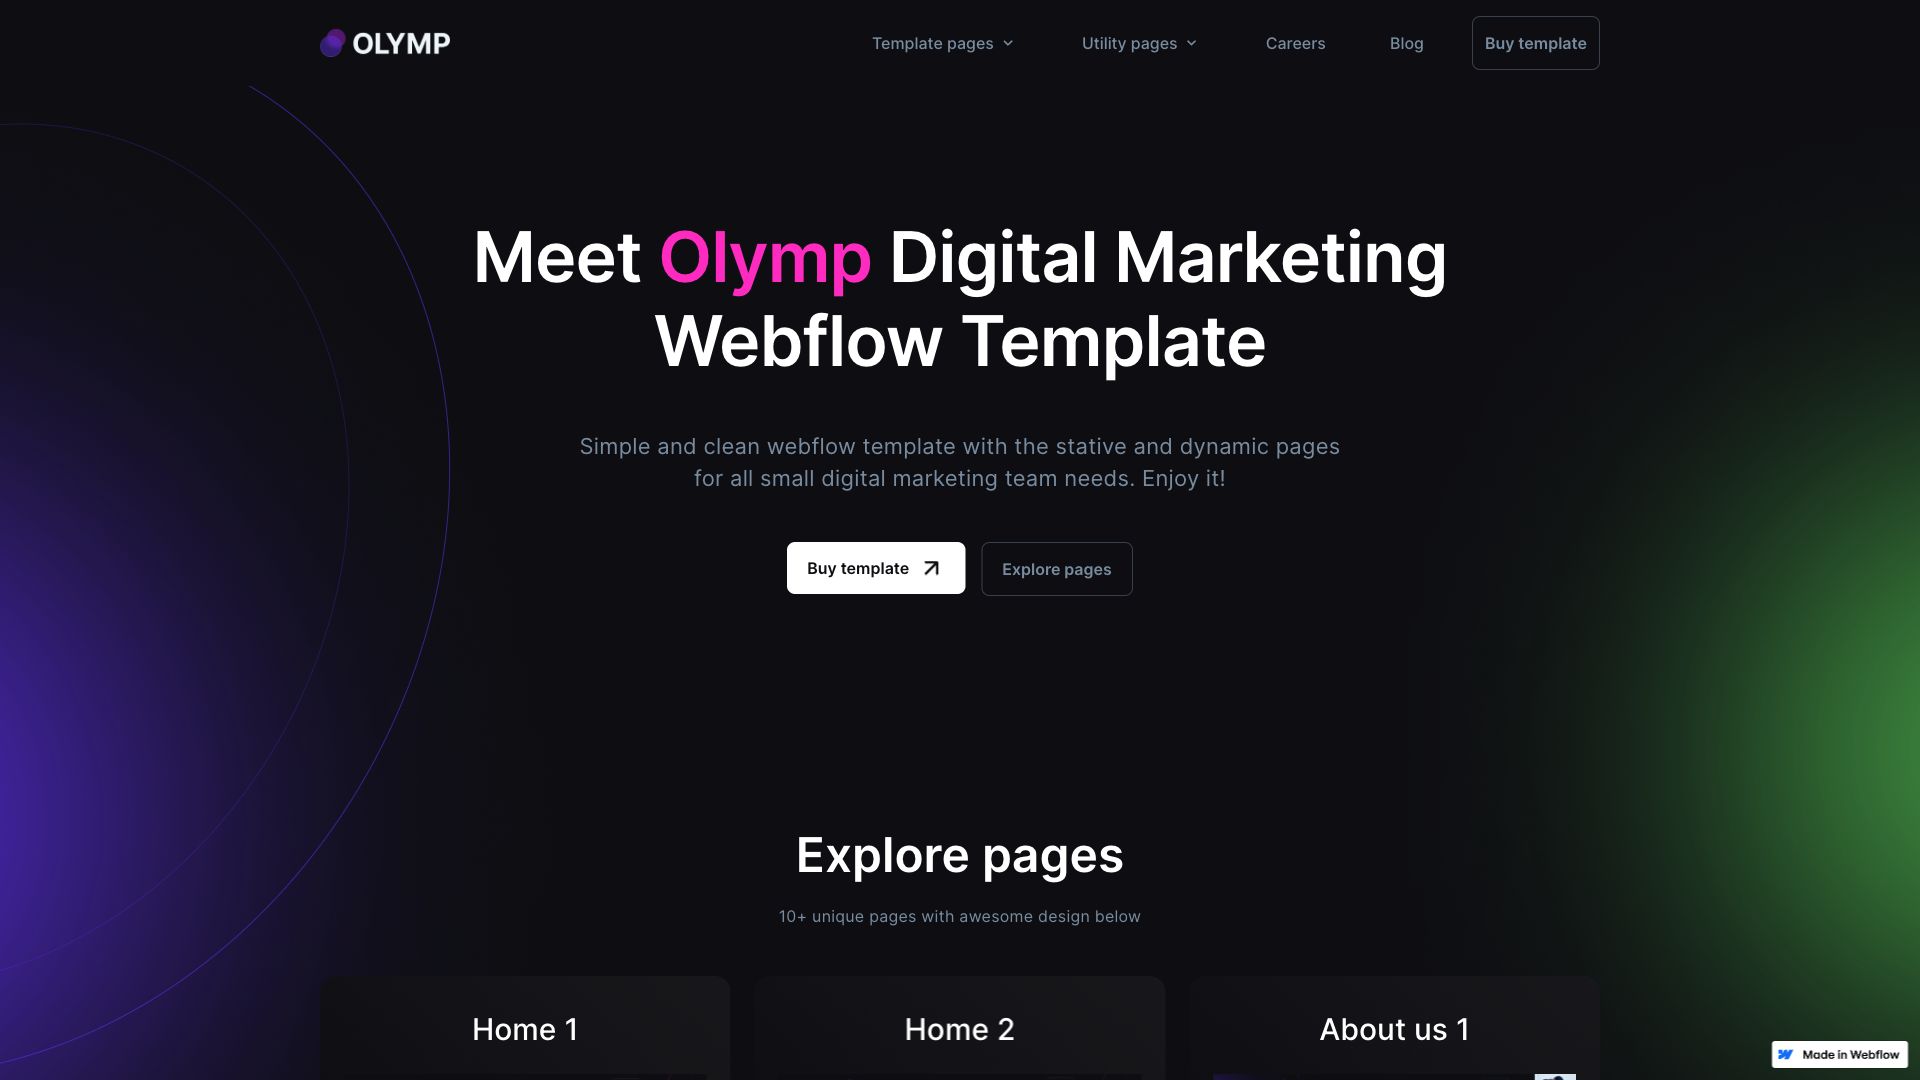 OLYMP
Template pages
Utility pages
Careers
Blog
Buy template
Meet Olymp Digital Marketing
Webflow Template
Simple and clean webflow template with the stative and dynamic pages
for all small digital marketing team needs. Enjoy it!
Buy template
Explore pages
Explore pages
10+ unique pages with awesome design below
Home 1
Home 2
About us 1
Made in Webflow